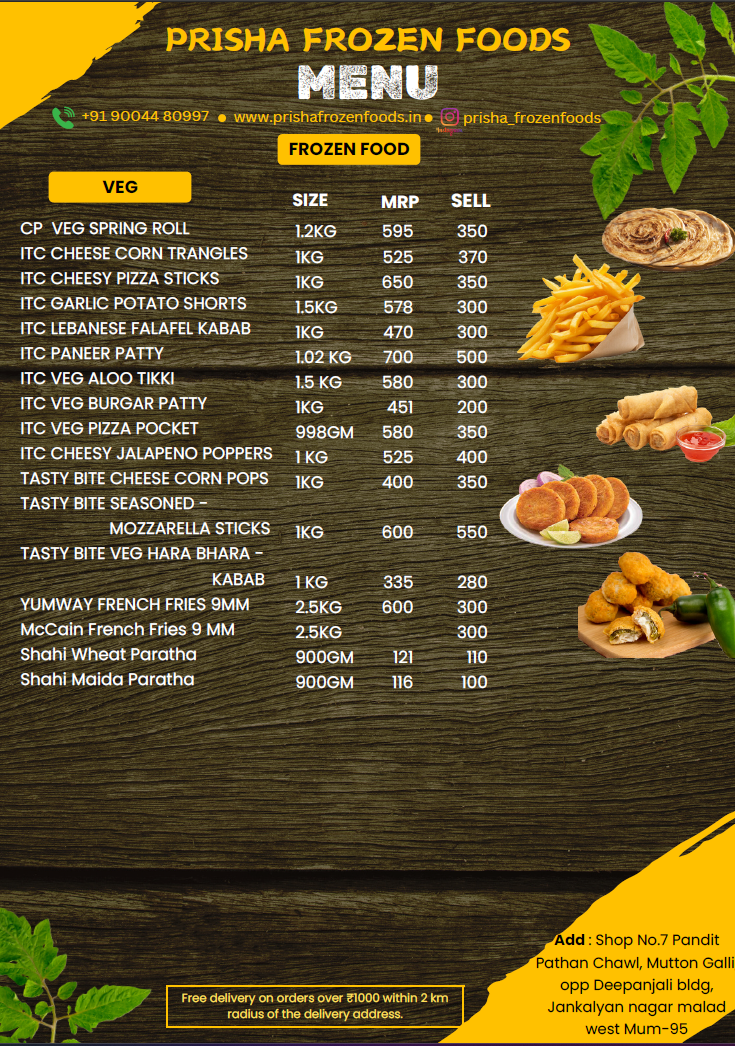 PRISHA FROZEN FOODS
MENU
+91 90044 80997 ● www.prishafrozenfoods.in ● prisha_frozenfoods
FROZEN FOOD
VEG
SIZE MRP SELL
CP VEG SPRING ROLL 1.2KG 595 350
ITC CHEESE CORN TRANGLES 1KG 525 370
ITC CHEESY PIZZA STICKS 1KG 650 350
ITC GARLIC POTATO SHORTS 1.5KG 578 300
ITC LEBANESE FALAFEL KABAB 1KG 470 300
ITC PANEER PATTY 1.02 KG 700 500
ITC VEG ALOO TIKKI 1.5 KG 580 300
ITC VEG BURGAR PATTY 1KG 451 200
ITC VEG PIZZA POCKET 998GM 580 350
ITC CHEESY JALAPENO POPPERS 1 KG 525 400
TASTY BITE CHEESE CORN POPS 1KG 400 350
TASTY BITE SEASONED -
MOZZARELLA STICKS 1KG 600 550
TASTY BITE VEG HARA BHARA -
KABAB 1 KG 335 280
YUMWAY FRENCH FRIES 9MM 2.5KG 600 300
McCain French Fries 9 MM 2.5KG 300
Shahi Wheat Paratha 900GM 121 110
Shahi Maida Paratha 900GM 116 100
Add : Shop No.7 Pandit
Pathan Chawl, Mutton Galli
opp Deepanjali bldg,
Jankalyan nagar malad
west Mum-95
Free delivery on orders over ₹1000 within 2 km
radius of the delivery address.